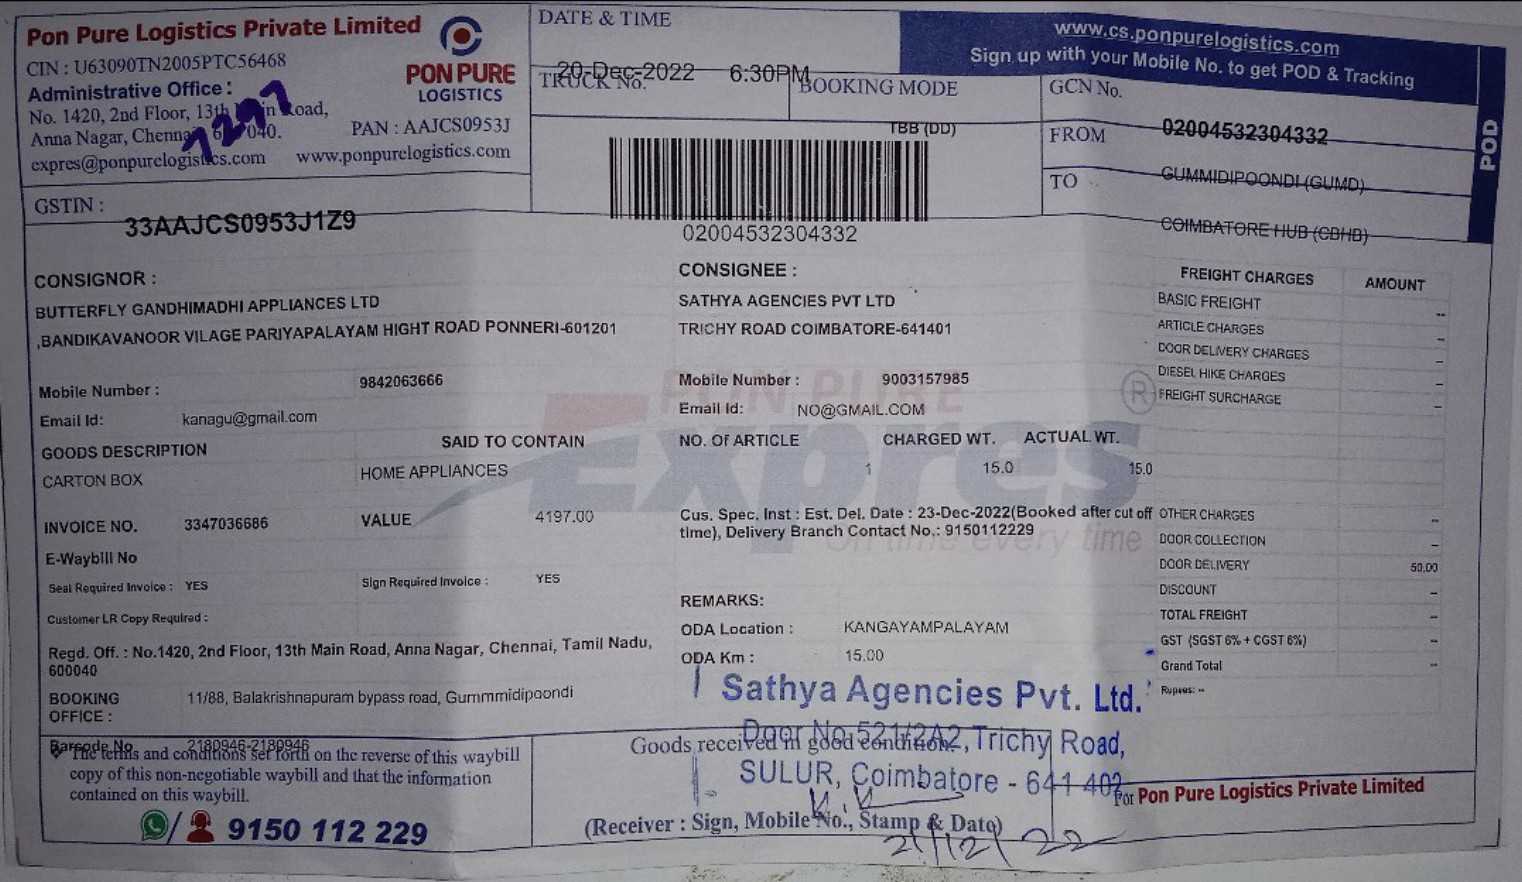 Pon Pure Logistics Private Limited
CIN : U63090TN2005PTC56468
Administrative Office :
No. 1420, 2nd Floor, 13th Main Road,
Anna Nagar, Chennai 040.
expres@ponpurelogistics.com www.ponpurelogistics.com
PON PURE
LOGISTICS
PAN : AAJCS0953J
7297
GSTIN :
33AAJCS0953J1Z9
DATE & TIME
20-Dec-2022 6:30PM
TRUCK No.
BOOKING MODE
TBB (DD)
02004532304332
www.cs.ponpurelogistics.com
Sign up with your Mobile No. to get POD & Tracking
POD
GCN No.
02004532304332
FROM
GUMMIDIPOONDI (GUMD)
TO
COIMBATORE HUB (CBHB)
CONSIGNOR :
BUTTERFLY GANDHIMADHI APPLIANCES LTD
,BANDIKAVANOOR VILAGE PARIYAPALAYAM HIGHT ROAD PONNERI-601201
Mobile Number : 9842063666
Email Id: kanagu@gmail.com
CONSIGNEE :
SATHYA AGENCIES PVT LTD
TRICHY ROAD COIMBATORE-641401
Mobile Number : 9003157985
Email Id: NO@GMAIL.COM
PON PURE
Expres ®
On time every time
GOODS DESCRIPTION SAID TO CONTAIN NO. OF ARTICLE CHARGED WT. ACTUAL WT.
CARTON BOX HOME APPLIANCES 1 15.0 15.0
INVOICE NO. 3347036686 VALUE 4197.00
E-Waybill No
Seal Required Invoice : YES Sign Required Invoice : YES
Customer LR Copy Required :
Cus. Spec. Inst : Est. Del. Date : 23-Dec-2022(Booked after cut off
time), Delivery Branch Contact No.: 9150112229
REMARKS:
ODA Location : KANGAYAMPALAYAM
ODA Km : 15.00
Regd. Off. : No.1420, 2nd Floor, 13th Main Road, Anna Nagar, Chennai, Tamil Nadu,
600040
BOOKING
OFFICE : 11/88, Balakrishnapuram bypass road, Gummmidipoondi
Barcode No 2180946-2180946
FREIGHT CHARGES AMOUNT
BASIC FREIGHT --
ARTICLE CHARGES --
DOOR DELIVERY CHARGES --
DIESEL HIKE CHARGES --
FREIGHT SURCHARGE --
OTHER CHARGES --
DOOR COLLECTION --
DOOR DELIVERY 50.00
DISCOUNT --
TOTAL FREIGHT --
GST (SGST 6% + CGST 6%) --
Grand Total --
Rupees: --
The terms and conditions set forth on the reverse of this waybill
copy of this non-negotiable waybill and that the information
contained on this waybill.
9150 112 229
Sathya Agencies Pvt. Ltd.
Door No 521/2A2, Trichy Road,
SULUR, Coimbatore - 641 402
Goods received in good condition
(Receiver : Sign, Mobile No., Stamp & Date)
21/12/22
For Pon Pure Logistics Private Limited